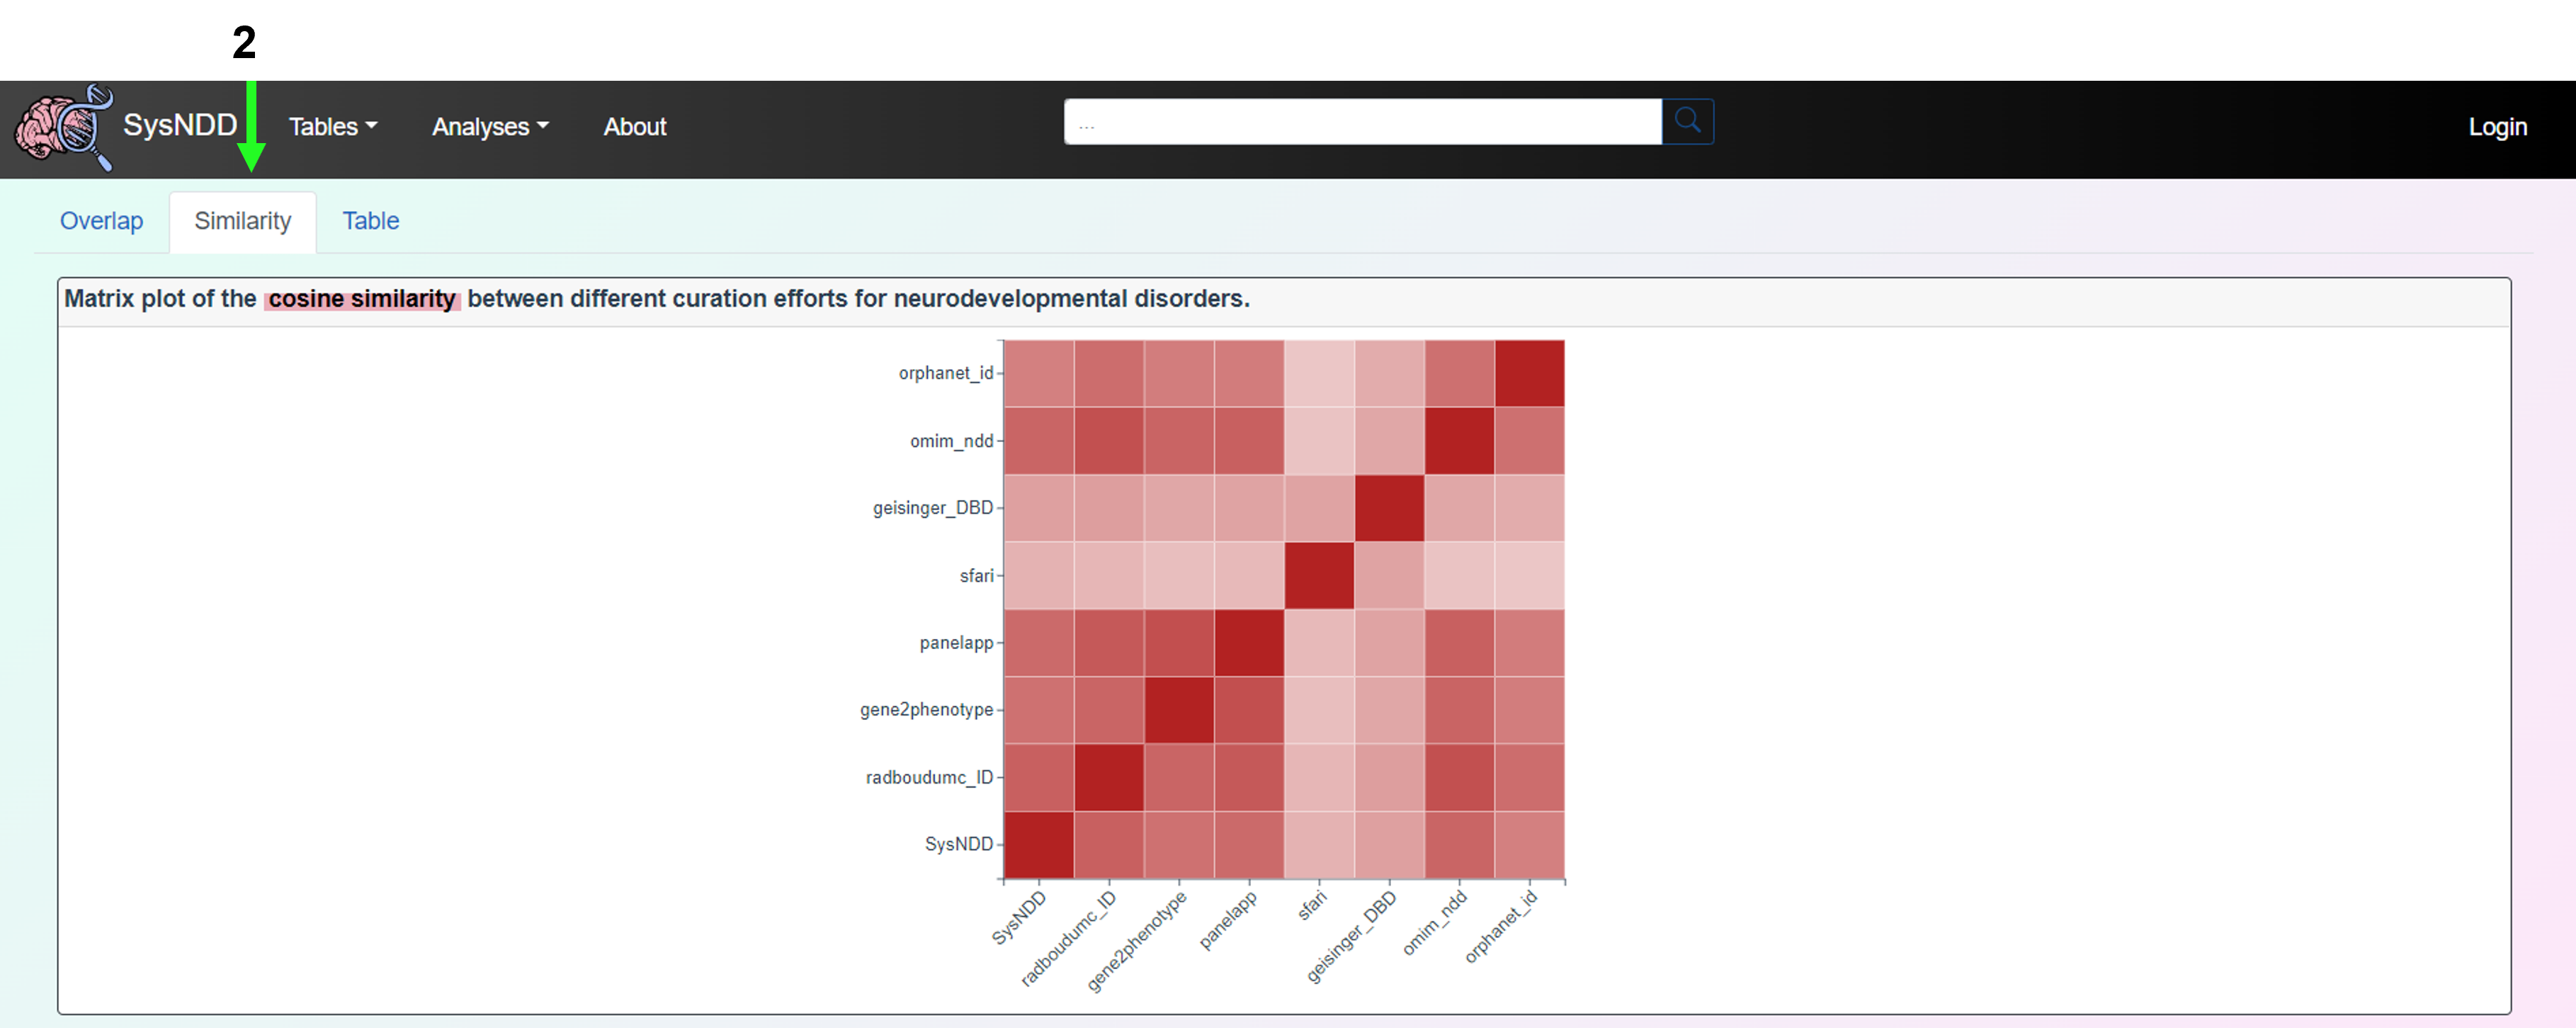 2
SysNDD Tables Analyses About ... Login
Overlap Similarity Table
Matrix plot of the cosine similarity between different curation efforts for neurodevelopmental disorders.
orphanet_id
omim_ndd
geisinger_DBD
sfari
panelapp
gene2phenotype
radboudumc_ID
SysNDD
SysNDD
radboudumc_ID
gene2phenotype
panelapp
sfari
geisinger_DBD
omim_ndd
orphanet_id